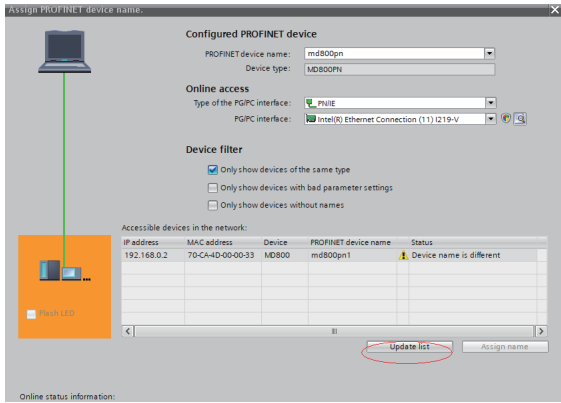 Assign PROFINET device name.
Configured PROFINET device
PROFINET device name: md800pn
Device type: MD800PN
Online access
Type of the PG/PC interface: PN/IE
PG/PC interface: Intel(R) Ethernet Connection (11) I219-V
Device filter
Only show devices of the same type
Only show devices with bad parameter settings
Only show devices without names
Accessible devices in the network:
IP address MAC address Device PROFINET device name Status
192.168.0.2 70-CA-4D-00-00-33 MD800 md800pn1 Device name is different
Flash LED
Update list Assign name
Online status information: